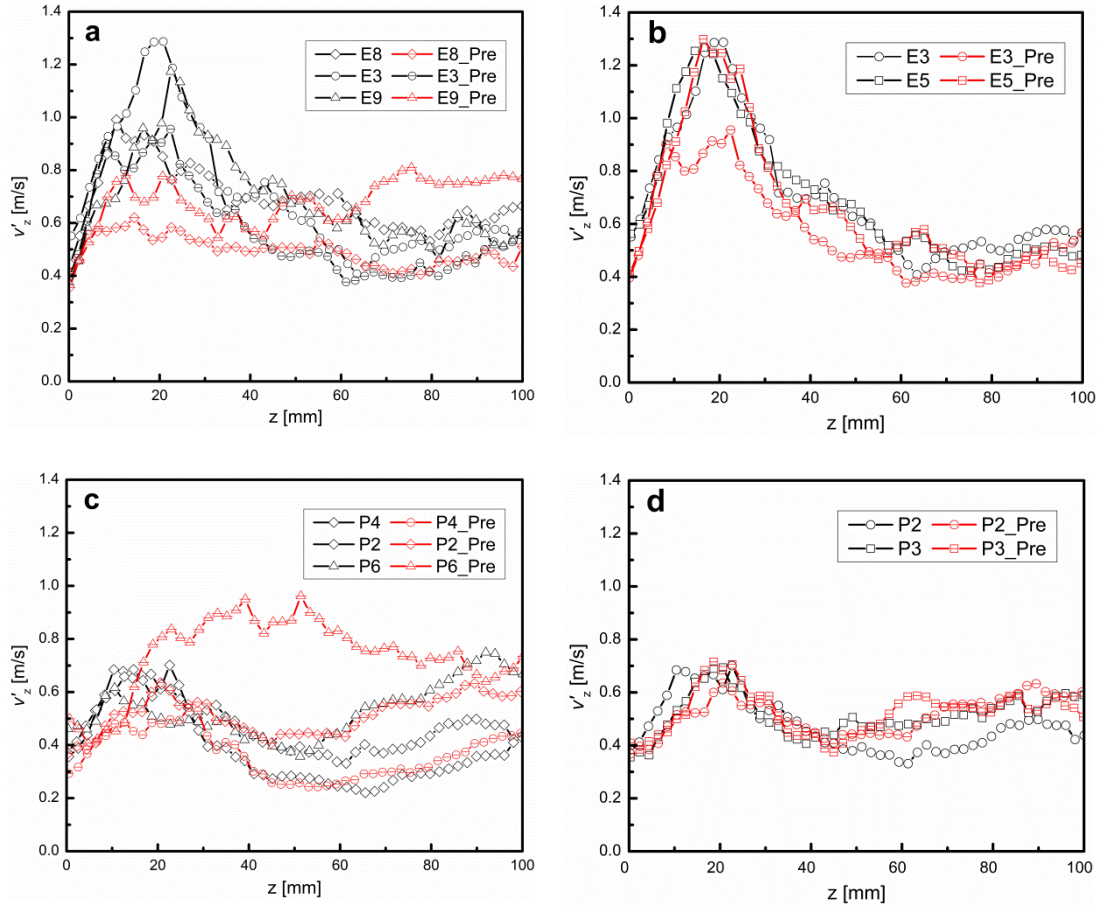 a
E8 E8_Pre
E3 E3_Pre
E9 E9_Pre
v'z [m/s]
1.4
1.2
1.0
0.8
0.6
0.4
0.2
0.0
0 20 40 60 80 100
z [mm]
b
E3 E3_Pre
E5 E5_Pre
v'z [m/s]
1.4
1.2
1.0
0.8
0.6
0.4
0.2
0.0
0 20 40 60 80 100
z [mm]
c
P4 P4_Pre
P2 P2_Pre
P6 P6_Pre
v'z [m/s]
1.4
1.2
1.0
0.8
0.6
0.4
0.2
0.0
0 20 40 60 80 100
z [mm]
d
P2 P2_Pre
P3 P3_Pre
v'z [m/s]
1.4
1.2
1.0
0.8
0.6
0.4
0.2
0.0
0 20 40 60 80 100
z [mm]